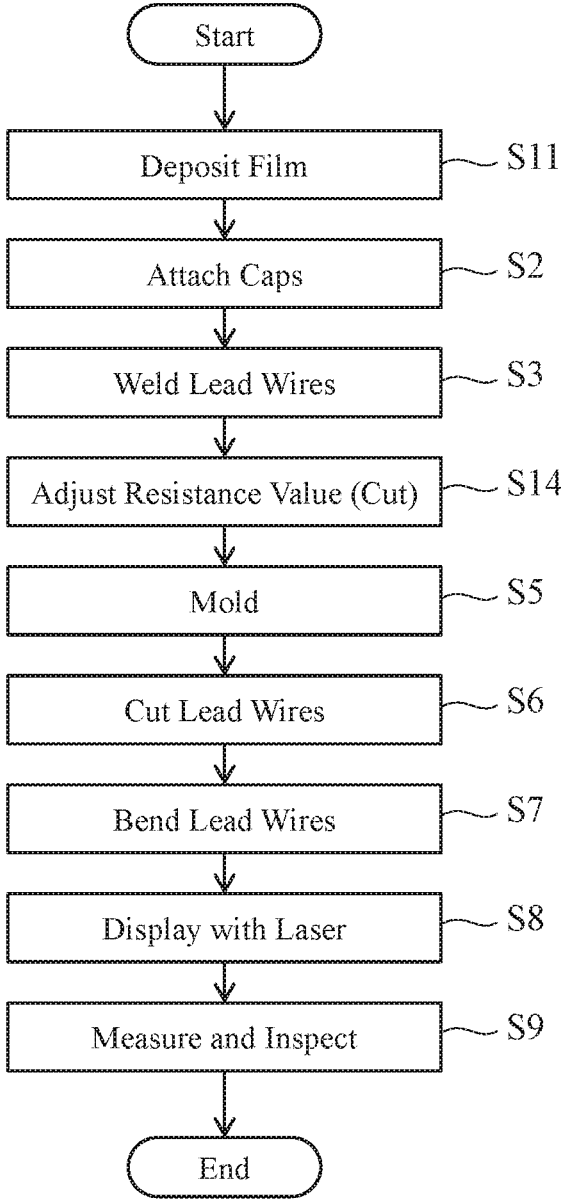 Start
Deposit Film S11
Attach Caps S2
Weld Lead Wires S3
Adjust Resistance Value (Cut) S14
Mold S5
Cut Lead Wires S6
Bend Lead Wires S7
Display with Laser S8
Measure and Inspect S9
End